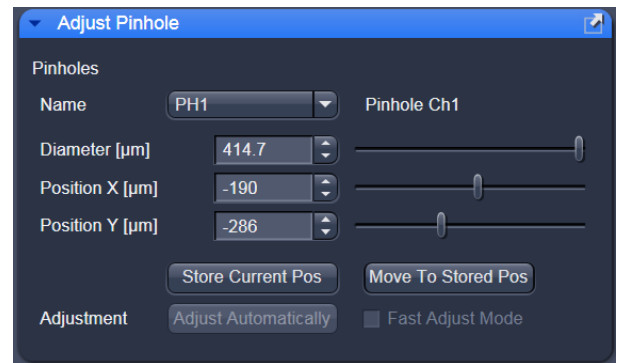 Adjust Pinhole
Pinholes
Name PH1 Pinhole Ch1
Diameter [µm] 414.7
Position X [µm] -190
Position Y [µm] -286
Store Current Pos Move To Stored Pos
Adjustment Adjust Automatically Fast Adjust Mode